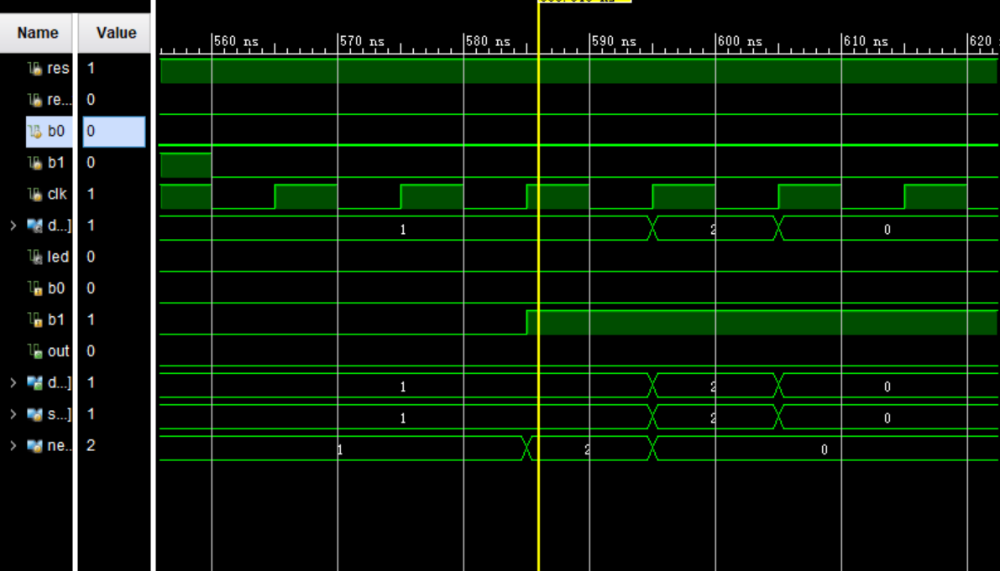 Name Value
560 ns 570 ns 580 ns 590 ns 600 ns 610 ns 620
res 1
re... 0
b0 0
b1 0
clk 1
d...] 1 1 2 0
led 0
b0 0
b1 1
out 0
d...] 1 1 2 0
s...] 1 1 2 0
ne.. 2 1 2 0